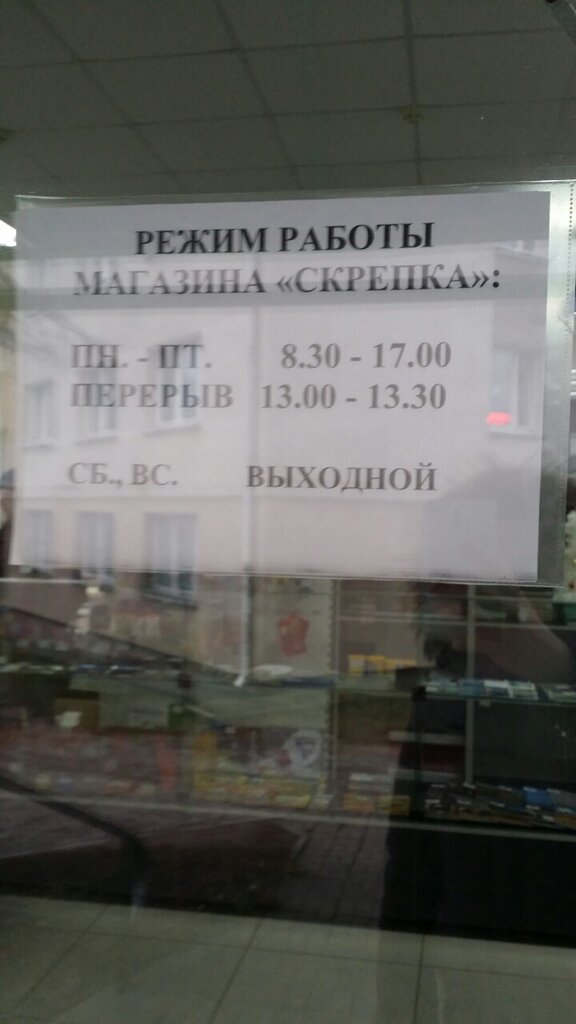 РЕЖИМ РАБОТЫ
МАГАЗИНА «СКРЕПКА»:
ПН. - ПТ. 8.30 - 17.00
ПЕРЕРЫВ 13.00 - 13.30
СБ., ВС. ВЫХОДНОЙ